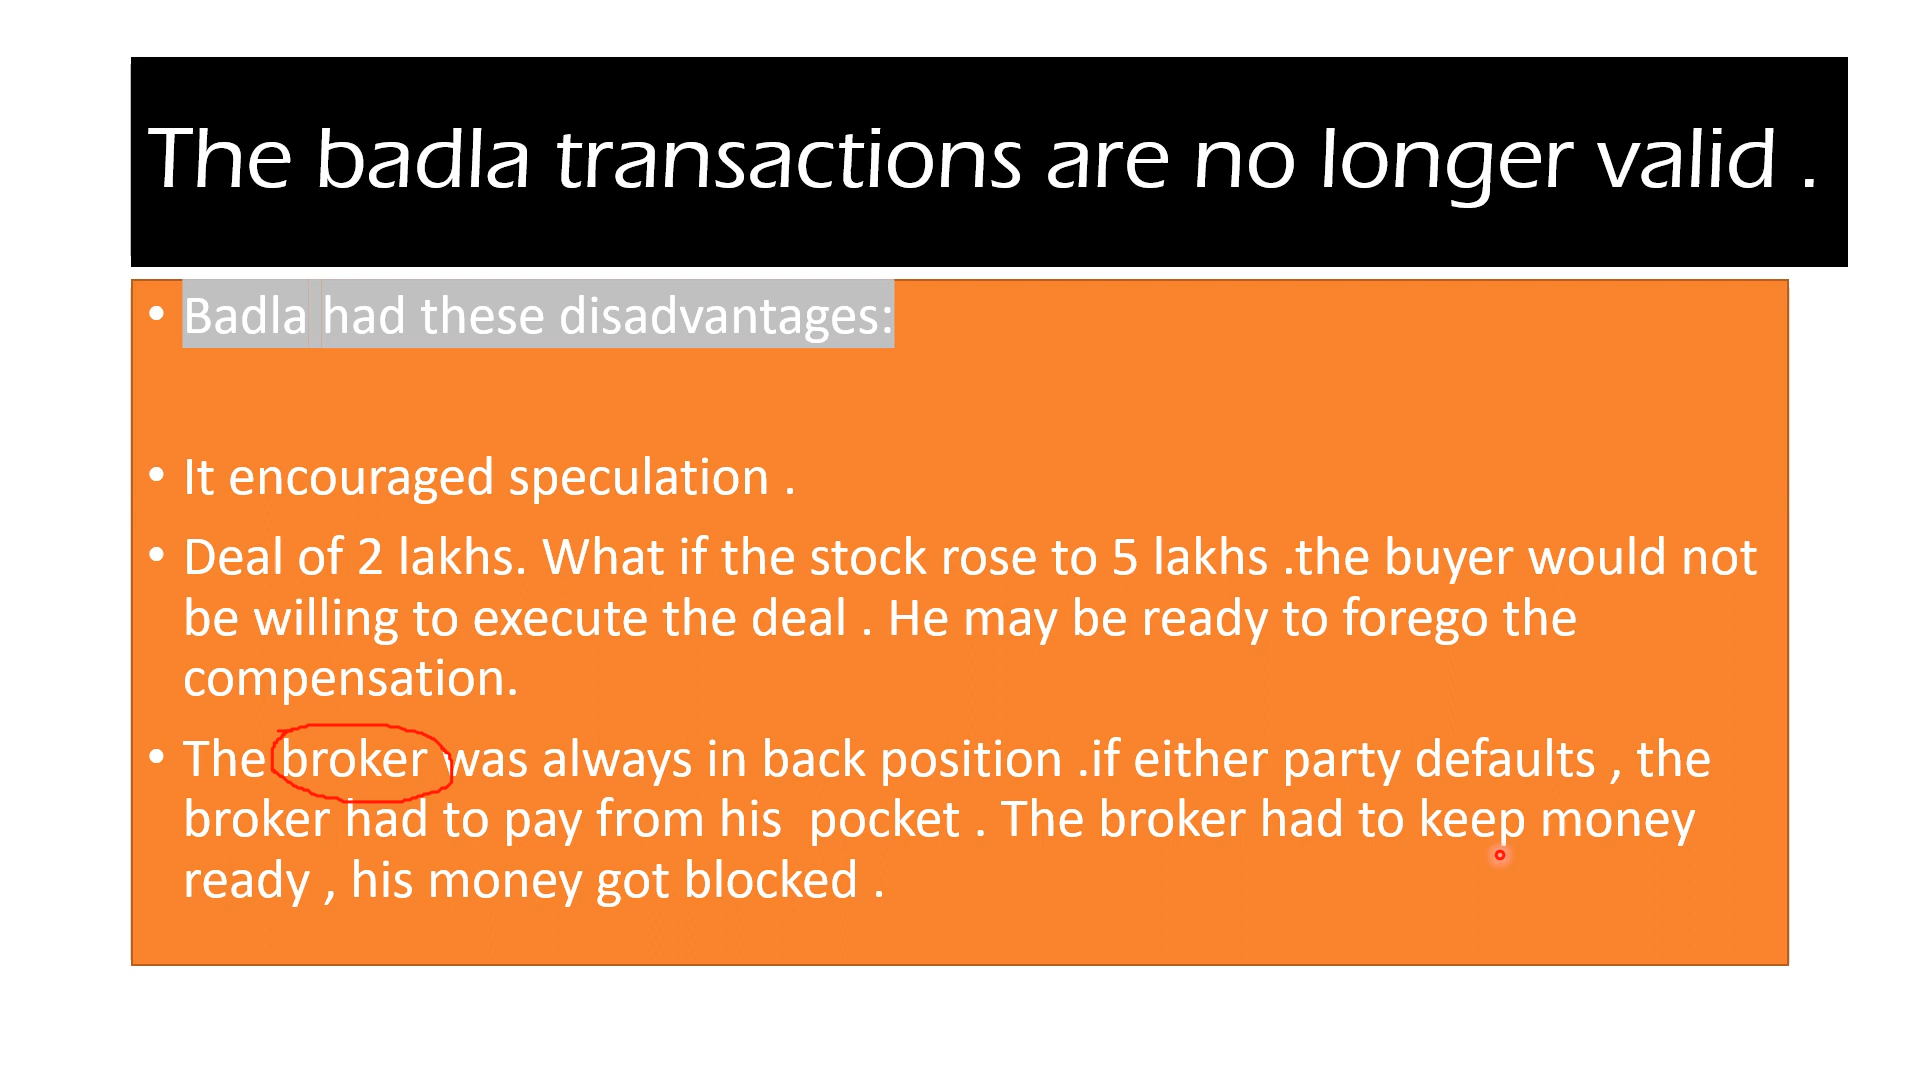 The badla transactions are no longer valid .
• Badla had these disadvantages:
• It encouraged speculation .
• Deal of 2 lakhs. What if the stock rose to 5 lakhs .the buyer would not
be willing to execute the deal . He may be ready to forego the
compensation.
• The broker was always in back position .if either party defaults , the
broker had to pay from his  pocket . The broker had to keep money
ready , his money got blocked .